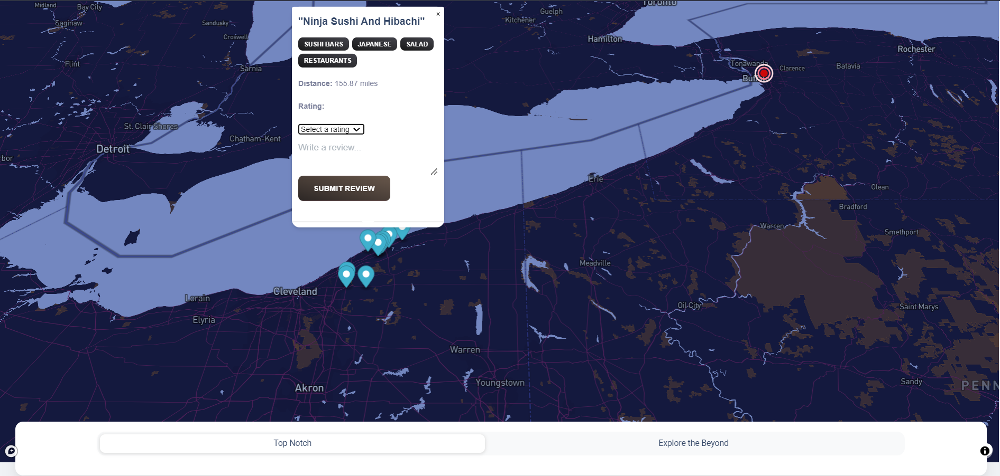 Midland
Bay City
Saginaw
Sandusky
Croswell
Flint
Sarnia
St. Clair Shores
Chatham-Kent
Detroit
"Ninja Sushi And Hibachi"
×
SUSHI BARS JAPANESE SALAD
RESTAURANTS
Distance: 155.87 miles
Rating:
Select a rating
Write a review...
SUBMIT REVIEW
Toronto
Guelph
Kitchener
Hamilton
Rochester
Tonawanda
Clarence
Batavia
Erie
Olean
Bradford
Warren
Smethport
Meadville
Cleveland
Lorain
Elyria
Oil City
Saint Marys
Warren
Youngstown
Akron
Sandy
PENN
Top Notch
Explore the Beyond